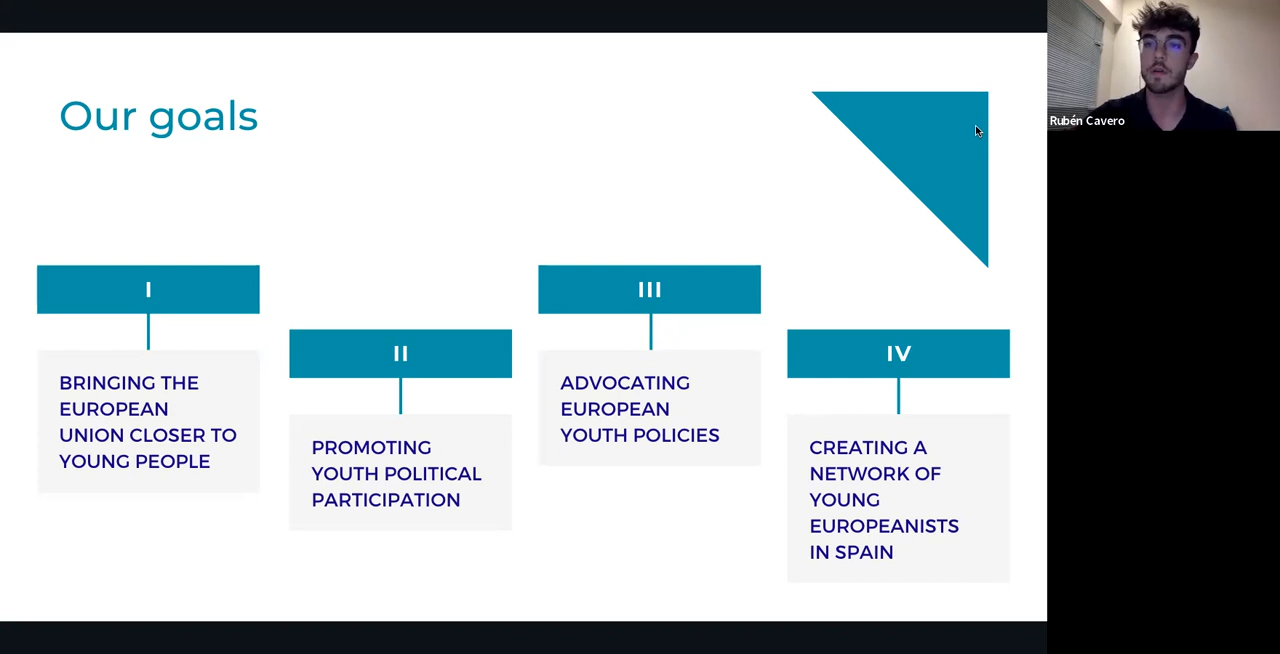 Our goals
I
BRINGING THE
EUROPEAN
UNION CLOSER TO
YOUNG PEOPLE
II
PROMOTING
YOUTH POLITICAL
PARTICIPATION
III
ADVOCATING
EUROPEAN
YOUTH POLICIES
IV
CREATING A
NETWORK OF
YOUNG
EUROPEANISTS
IN SPAIN
Rubén Cavero